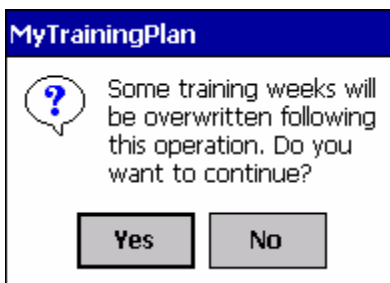 MyTrainingPlan
Some training weeks will
be overwritten following
this operation. Do you
want to continue?
Yes
No